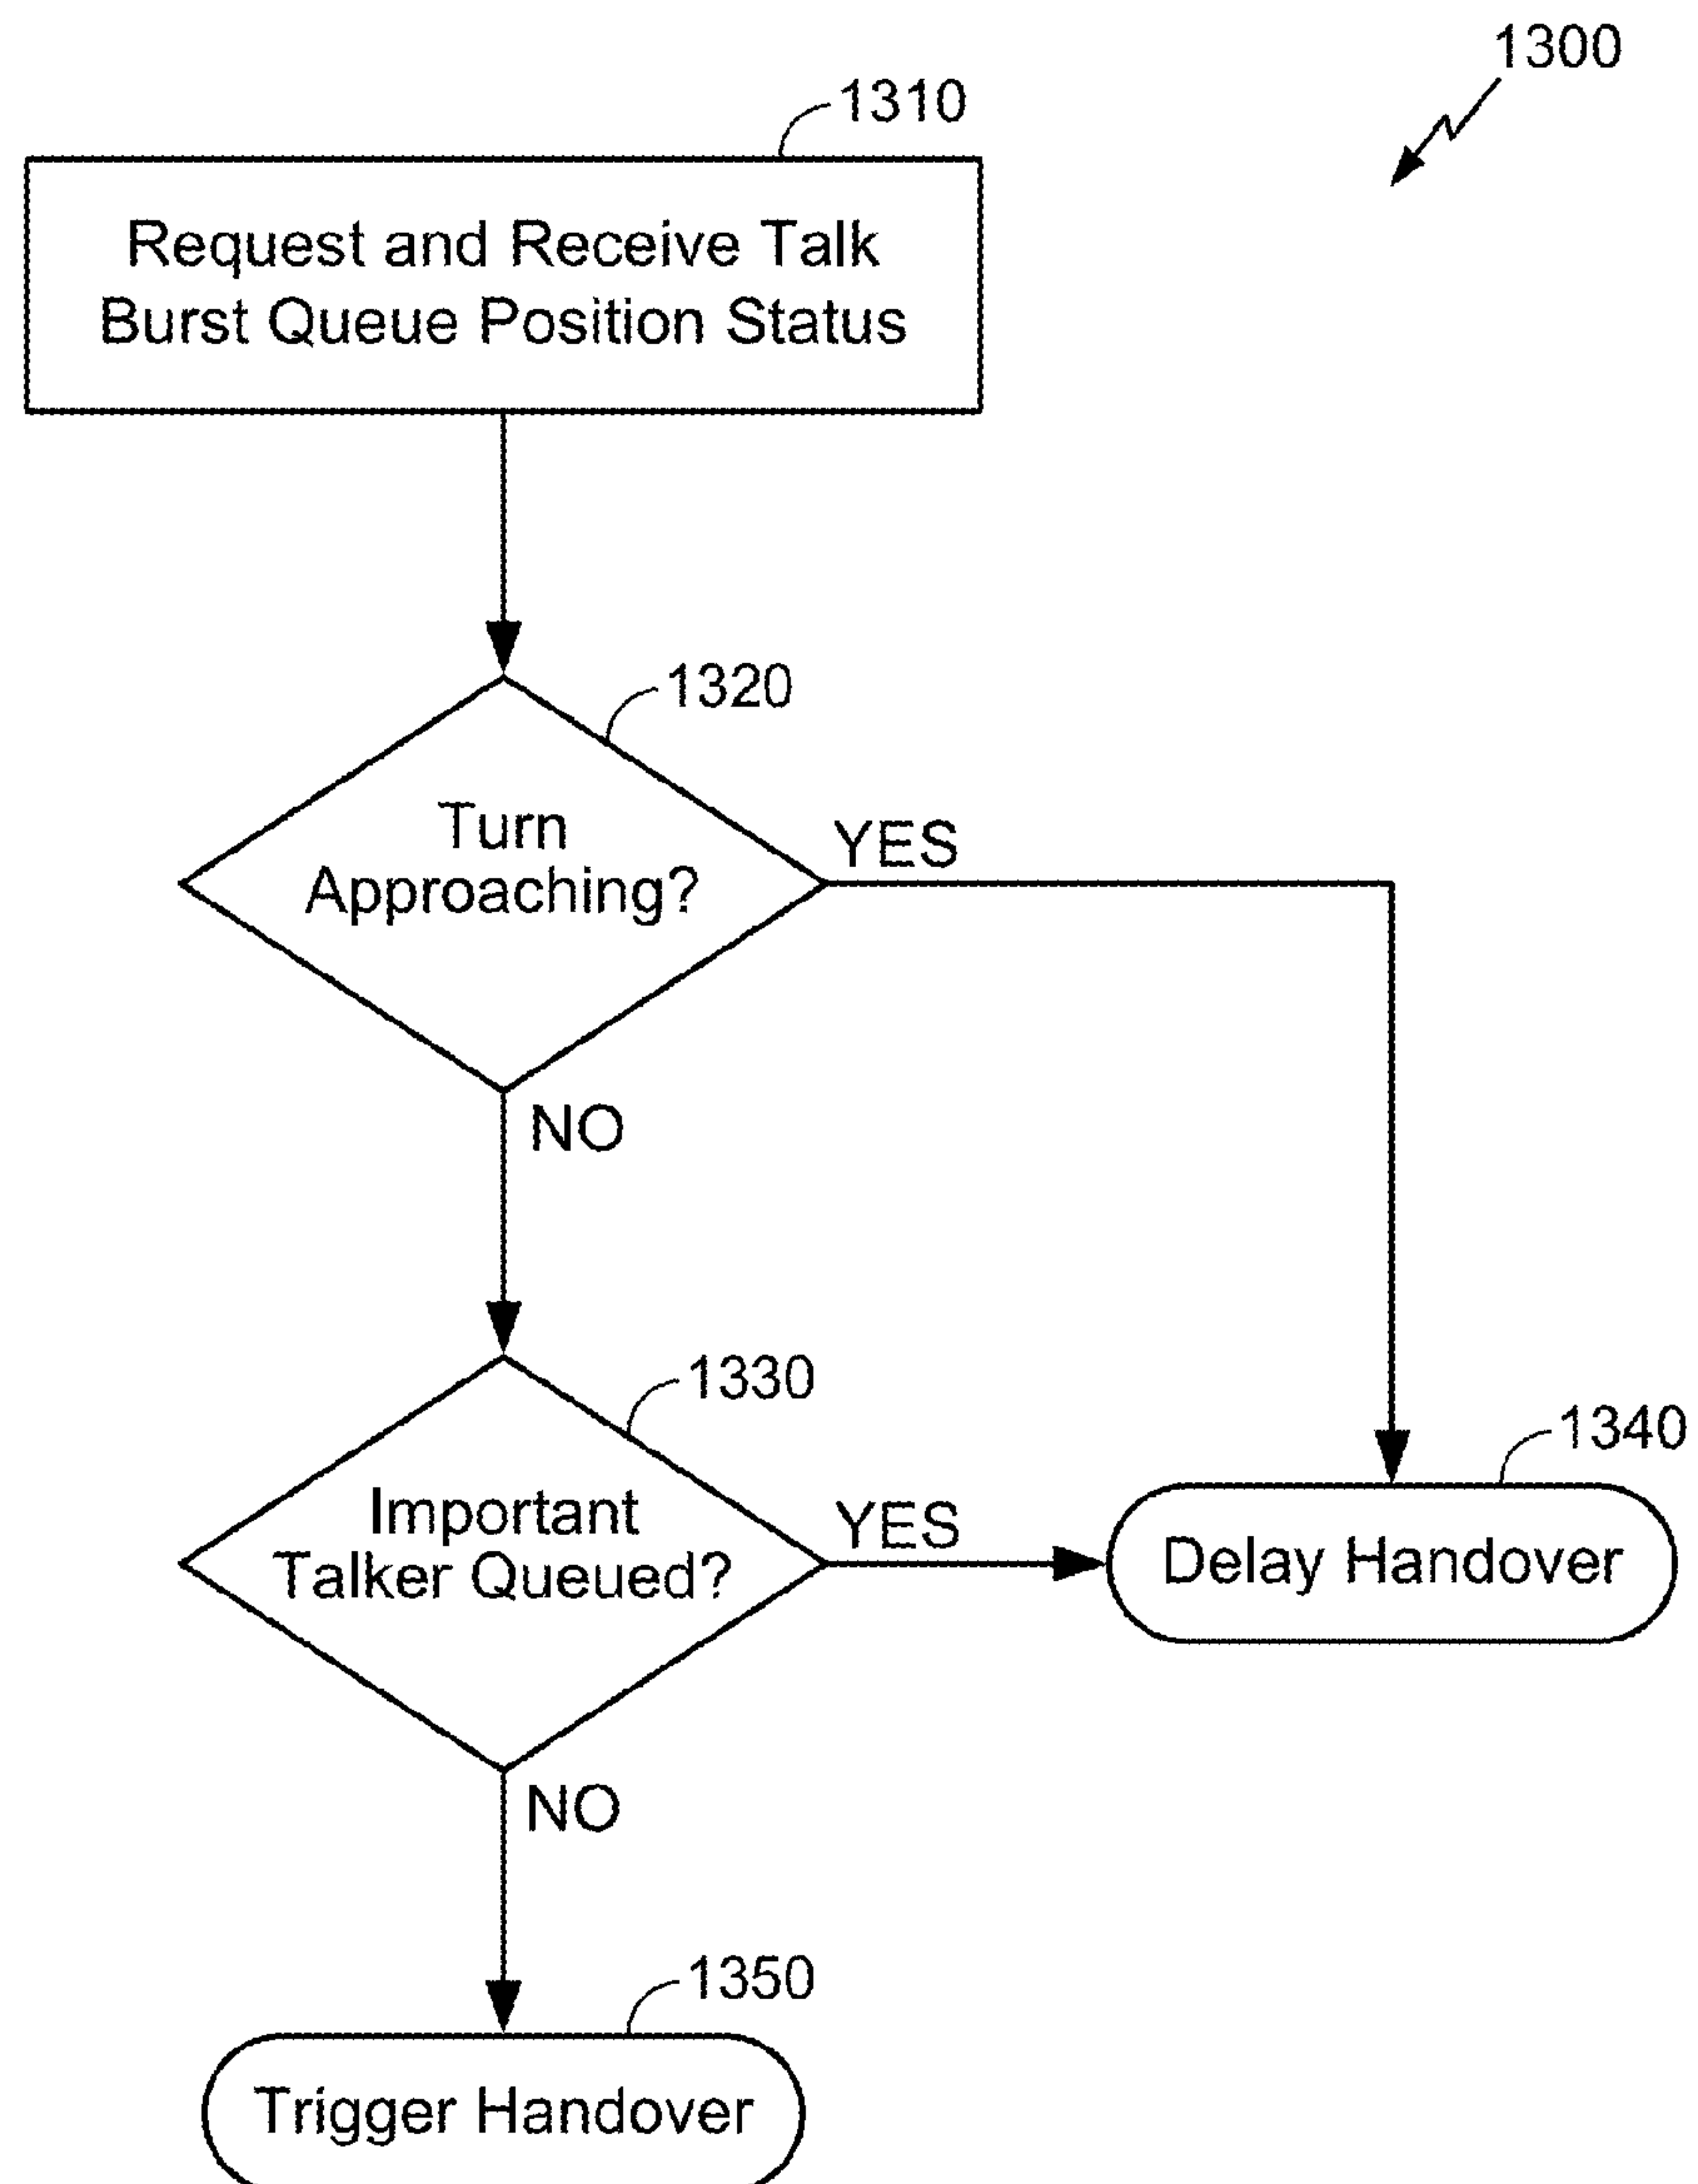 1300
1310
Request and Receive Talk
Burst Queue Position Status
1320
Turn
Approaching?
YES
NO
1330
Important
Talker Queued?
YES
1340
Delay Handover
NO
1350
Trigger Handover